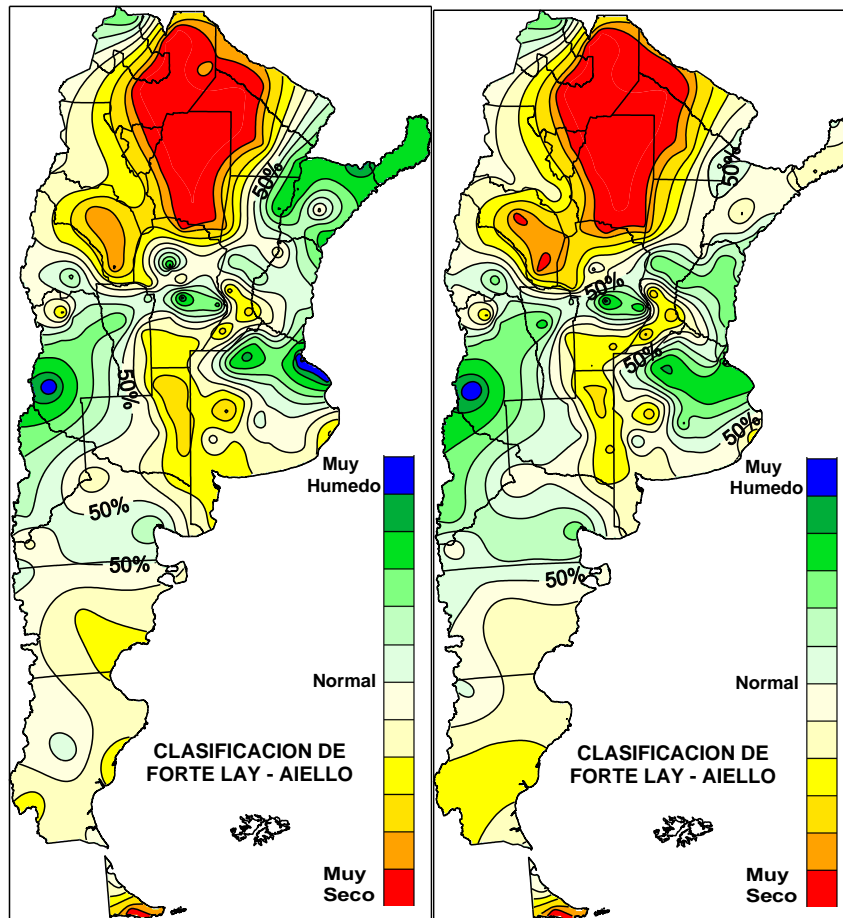 50%
50%
50%
50%
Muy
Humedo
Normal
CLASIFICACION DE
FORTE LAY - AIELLO
Muy
Seco
50%
50%
50%
50%
50%
Muy
Humedo
Normal
CLASIFICACION DE
FORTE LAY - AIELLO
Muy
Seco